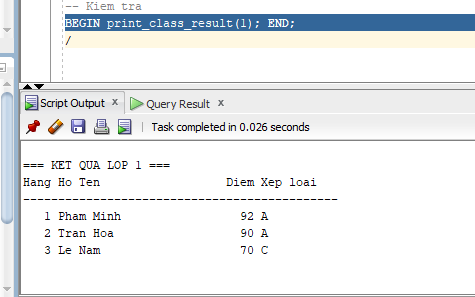 -- Kiem tra
BEGIN print_class_result(1); END;
/
Script Output x Query Result x
Task completed in 0.026 seconds
=== KET QUA LOP 1 ===
Hang Ho Ten Diem Xep loai
---------------------------------------------
1 Pham Minh 92 A
2 Tran Hoa 90 A
3 Le Nam 70 C